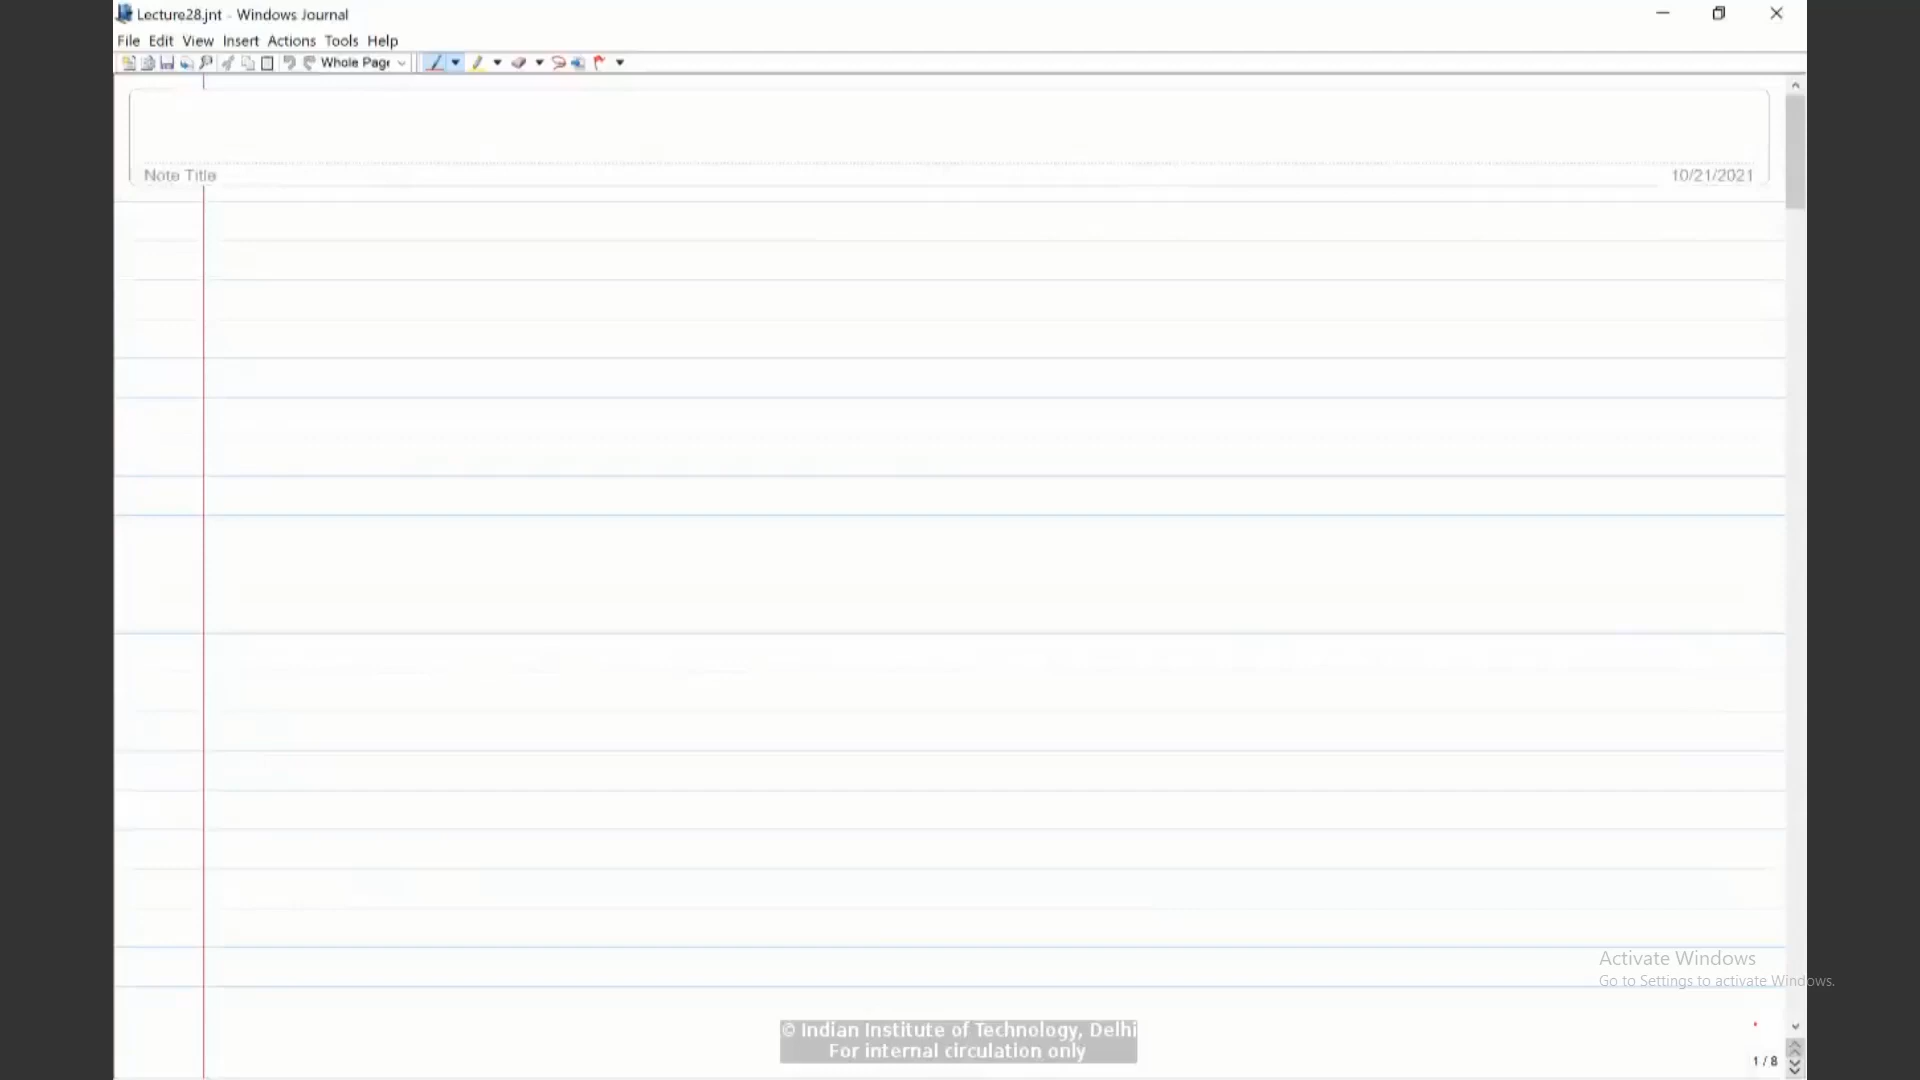 Lecture28.jnt - Windows Journal
File Edit View Insert Actions Tools Help
Whole Page
Note Title
10/21/2021
Activate Windows
Go to Settings to activate Windows.
© Indian Institute of Technology, Delhi
For internal circulation only
1 / 8